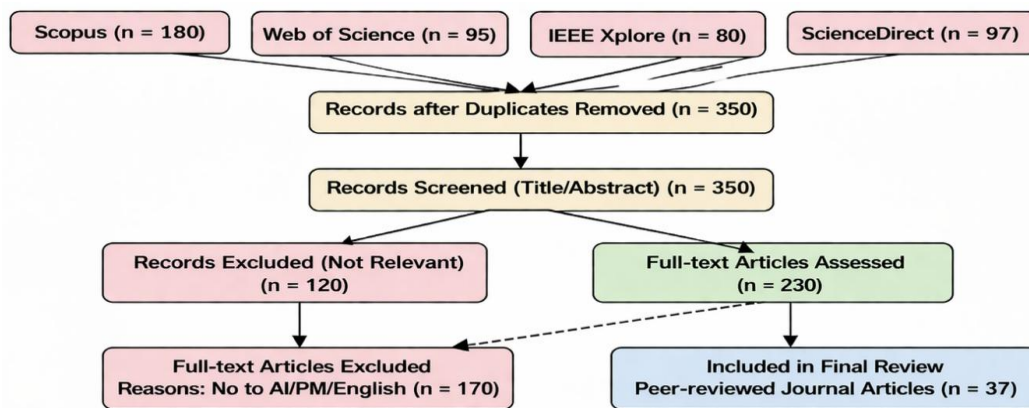 Scopus (n = 180)
Web of Science (n = 95)
IEEE Xplore (n = 80)
ScienceDirect (n = 97)
Records after Duplicates Removed (n = 350)
Records Screened (Title/Abstract) (n = 350)
Records Excluded (Not Relevant)
(n = 120)
Full-text Articles Assessed
(n = 230)
Full-text Articles Excluded
Reasons: No to AI/PM/English (n = 170)
Included in Final Review
Peer-reviewed Journal Articles (n = 37)